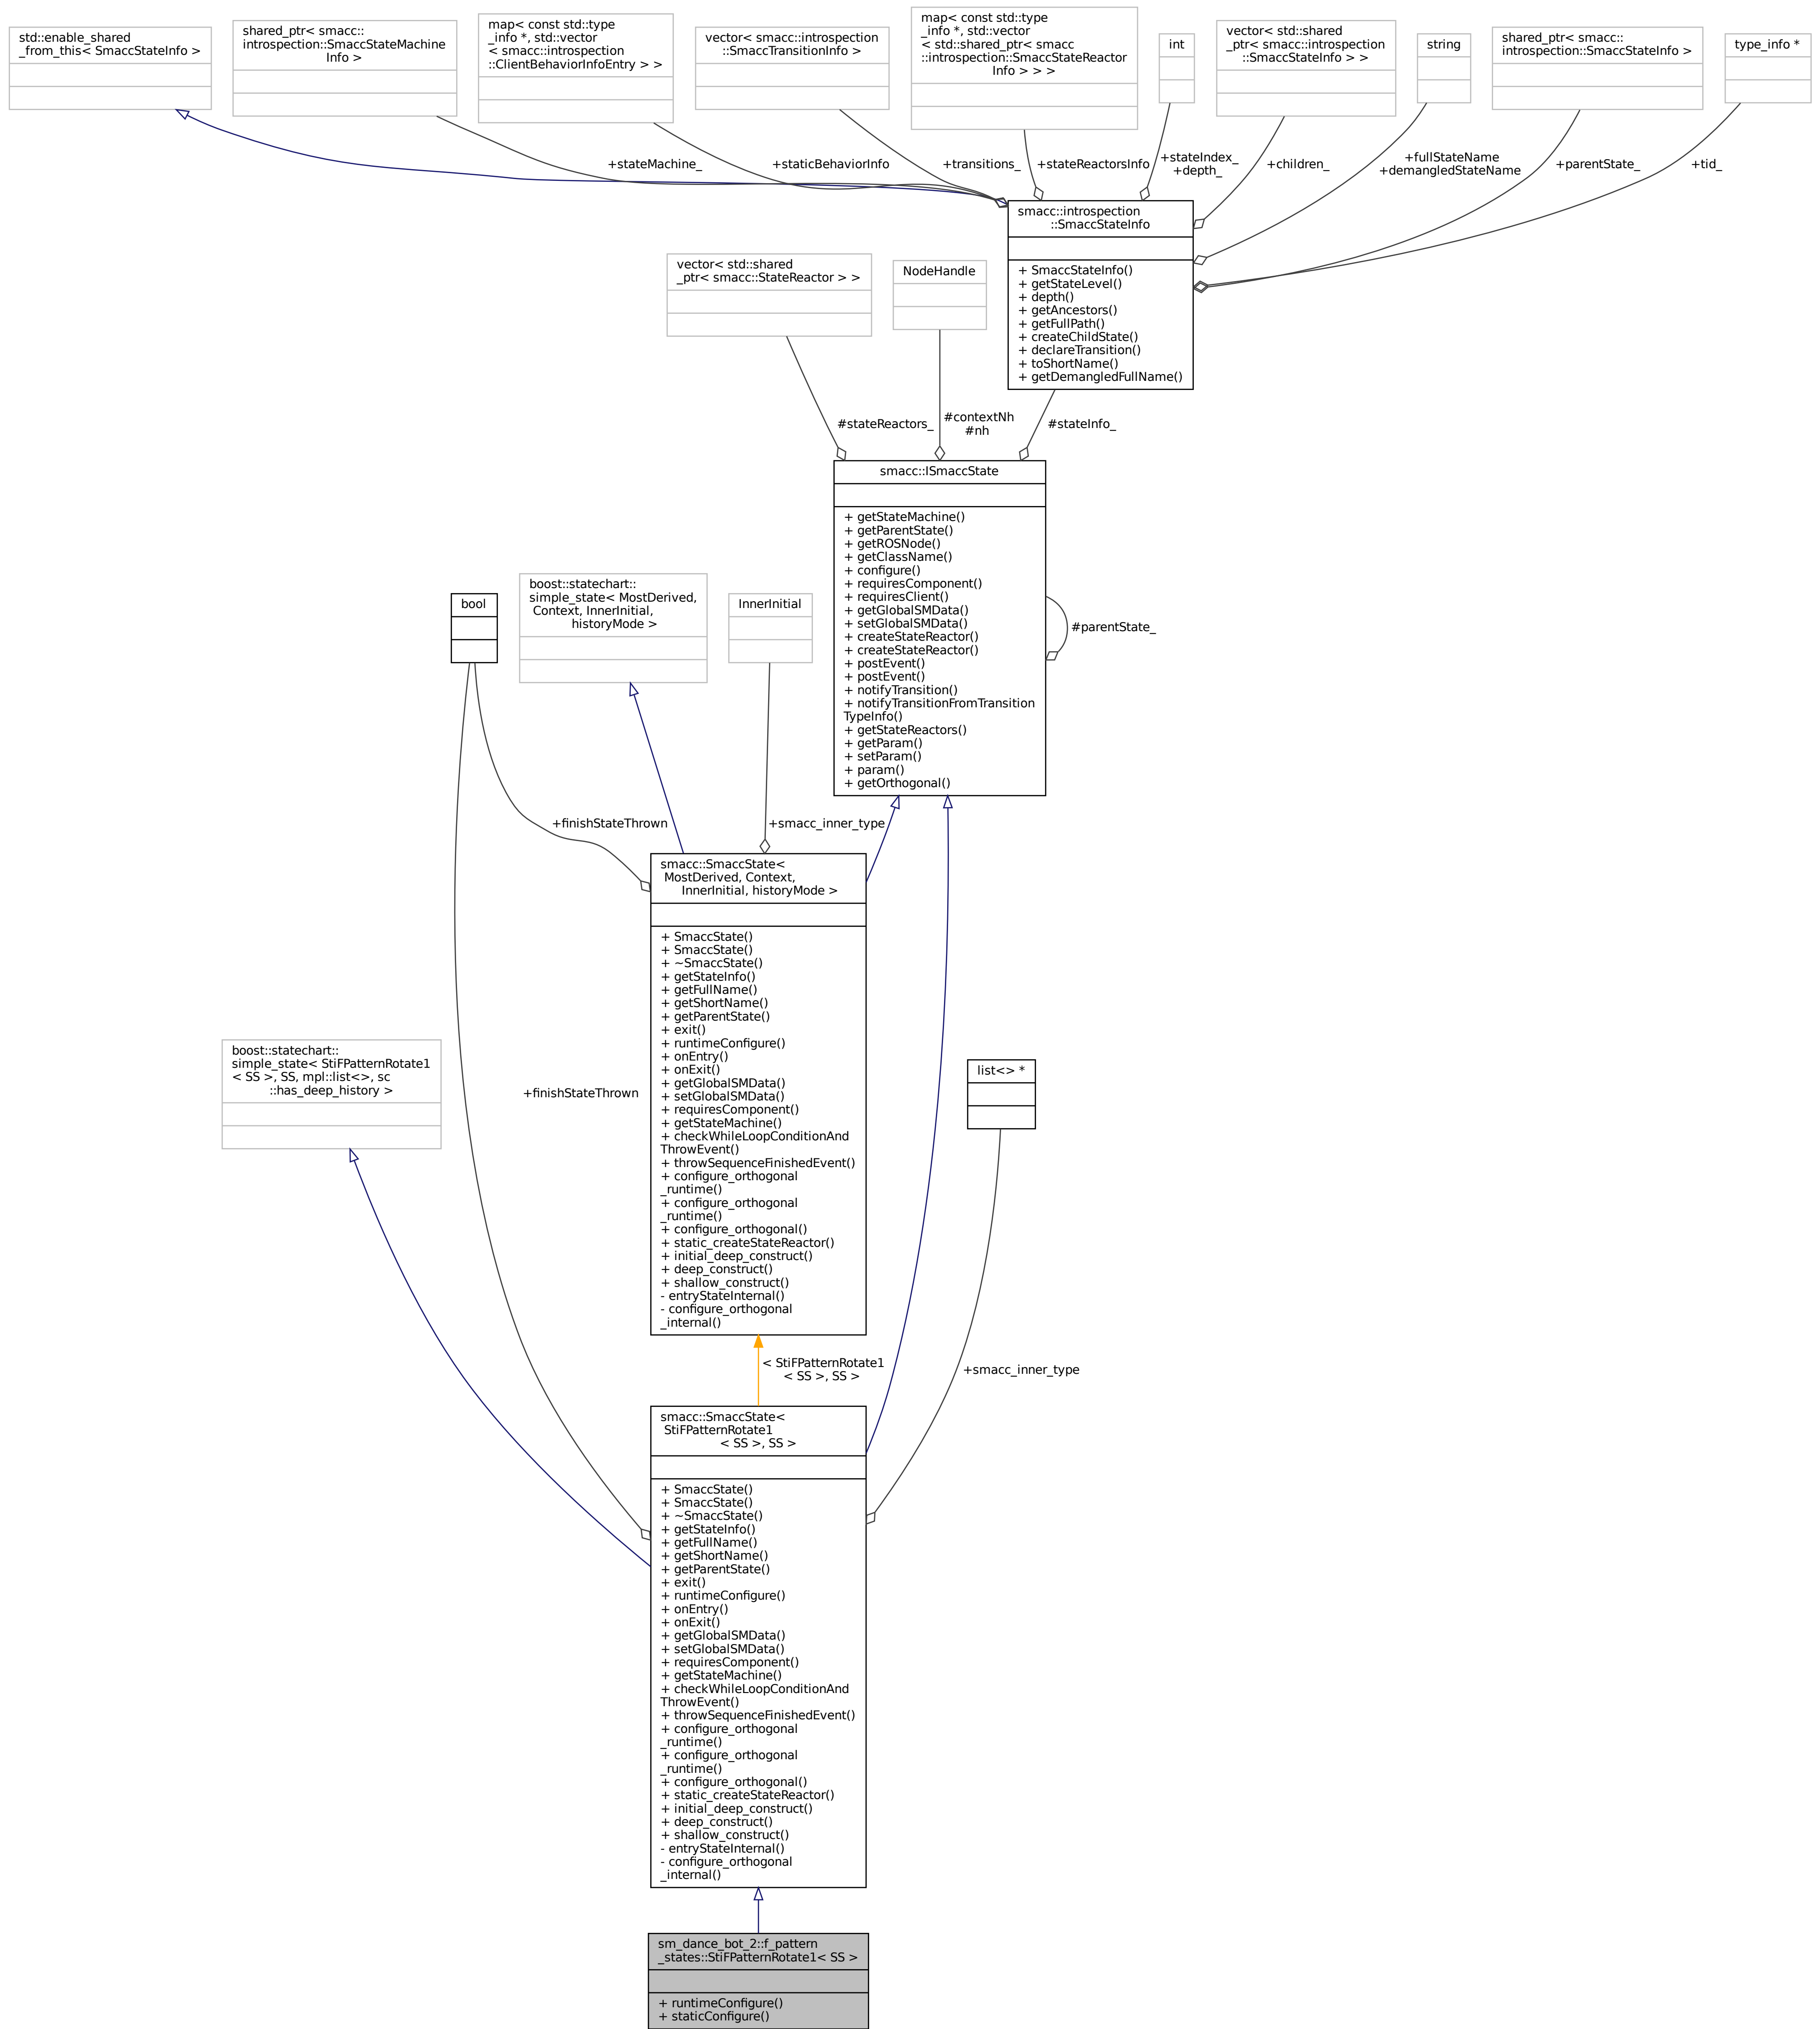 std::enable_shared
_from_this< SmaccStateInfo >
shared_ptr< smacc::
introspection::SmaccStateMachine
Info >
map< const std::type
_info *, std::vector
< smacc::introspection
::ClientBehaviorInfoEntry > >
vector< smacc::introspection
::SmaccTransitionInfo >
map< const std::type
_info *, std::vector
< std::shared_ptr< smacc
::introspection::SmaccStateReactor
Info > > >
int
vector< std::shared
_ptr< smacc::introspection
::SmaccStateInfo > >
string
shared_ptr< smacc::
introspection::SmaccStateInfo >
type_info *
+stateMachine_
+staticBehaviorInfo
+transitions_
+stateReactorsInfo
+stateIndex_
+depth_
+children_
+fullStateName
+demangledStateName
+parentState_
+tid_
smacc::introspection
::SmaccStateInfo
+ SmaccStateInfo()
+ getStateLevel()
+ depth()
+ getAncestors()
+ getFullPath()
+ createChildState()
+ declareTransition()
+ toShortName()
+ getDemangledFullName()
vector< std::shared
_ptr< smacc::StateReactor > >
NodeHandle
#stateReactors_
#contextNh
#nh
#stateInfo_
smacc::ISmaccState
+ getStateMachine()
+ getParentState()
+ getROSNode()
+ getClassName()
+ configure()
+ requiresComponent()
+ requiresClient()
+ getGlobalSMData()
+ setGlobalSMData()
+ createStateReactor()
+ createStateReactor()
+ postEvent()
+ postEvent()
+ notifyTransition()
+ notifyTransitionFromTransition
TypeInfo()
+ getStateReactors()
+ getParam()
+ setParam()
+ param()
+ getOrthogonal()
#parentState_
bool
boost::statechart::
simple_state< MostDerived,
Context, InnerInitial,
historyMode >
InnerInitial
+finishStateThrown
+smacc_inner_type
smacc::SmaccState<
MostDerived, Context,
InnerInitial, historyMode >
+ SmaccState()
+ SmaccState()
+ ~SmaccState()
+ getStateInfo()
+ getFullName()
+ getShortName()
+ getParentState()
+ exit()
+ runtimeConfigure()
+ onEntry()
+ onExit()
+ getGlobalSMData()
+ setGlobalSMData()
+ requiresComponent()
+ getStateMachine()
+ checkWhileLoopConditionAnd
ThrowEvent()
+ throwSequenceFinishedEvent()
+ configure_orthogonal
_runtime()
+ configure_orthogonal
_runtime()
+ configure_orthogonal()
+ static_createStateReactor()
+ initial_deep_construct()
+ deep_construct()
+ shallow_construct()
- entryStateInternal()
- configure_orthogonal
_internal()
boost::statechart::
simple_state< StiFPatternRotate1
< SS >, SS, mpl::list<>, sc
::has_deep_history >
+finishStateThrown
list<> *
< StiFPatternRotate1
< SS >, SS >
+smacc_inner_type
smacc::SmaccState<
StiFPatternRotate1
< SS >, SS >
+ SmaccState()
+ SmaccState()
+ ~SmaccState()
+ getStateInfo()
+ getFullName()
+ getShortName()
+ getParentState()
+ exit()
+ runtimeConfigure()
+ onEntry()
+ onExit()
+ getGlobalSMData()
+ setGlobalSMData()
+ requiresComponent()
+ getStateMachine()
+ checkWhileLoopConditionAnd
ThrowEvent()
+ throwSequenceFinishedEvent()
+ configure_orthogonal
_runtime()
+ configure_orthogonal
_runtime()
+ configure_orthogonal()
+ static_createStateReactor()
+ initial_deep_construct()
+ deep_construct()
+ shallow_construct()
- entryStateInternal()
- configure_orthogonal
_internal()
sm_dance_bot_2::f_pattern
_states::StiFPatternRotate1< SS >
+ runtimeConfigure()
+ staticConfigure()